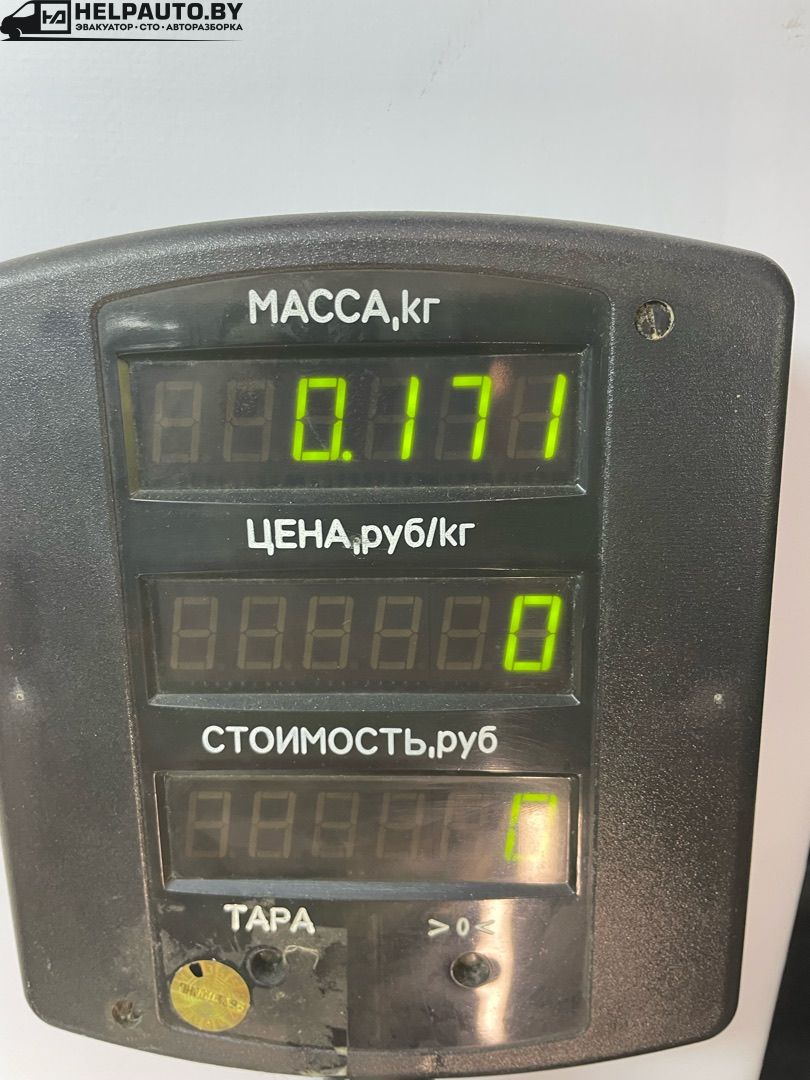 HELPAUTO.BY
ЭВАКУАТОР • СТО • АВТОРАЗБОРКА
МАССА,кг
0.171
ЦЕНА,руб/кг
0
СТОИМОСТЬ,руб
0
ТАРА >0<